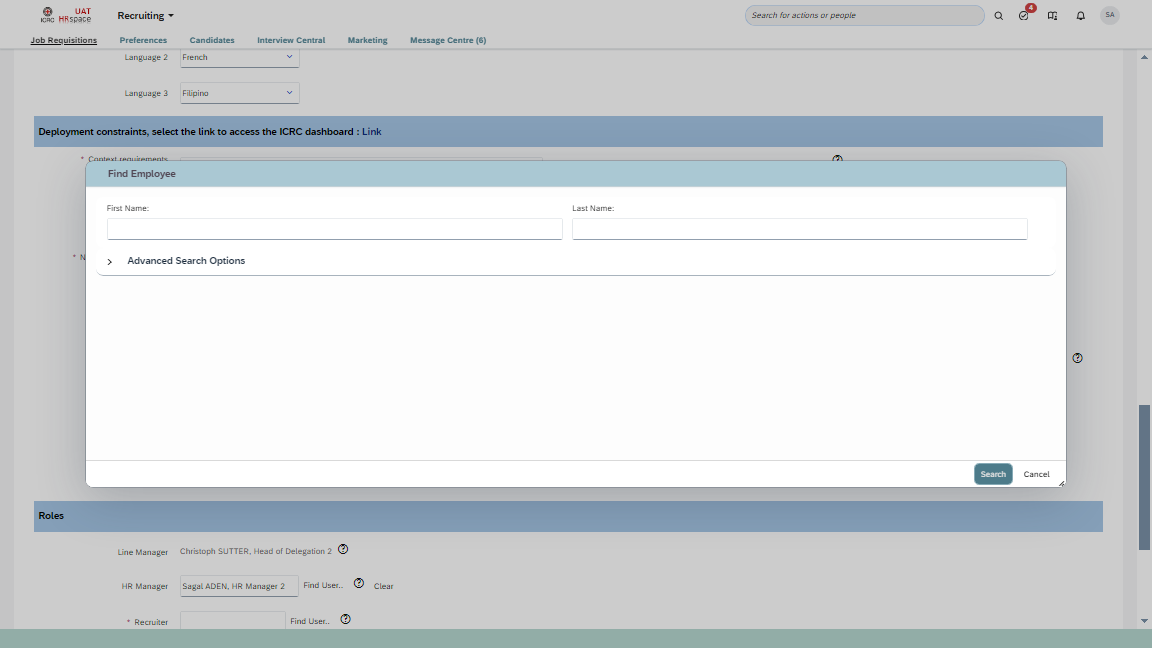 ICRC
UAT
HRspace
Recruiting
Search for actions or people
4
SA
Job Requisitions
Preferences
Candidates
Interview Central
Marketing
Message Centre (6)
Language 2
French
Language 3
Filipino
Deployment constraints, select the link to access the ICRC dashboard : Link
* Context requirements
Find Employee
First Name:
Last Name:
* N
Advanced Search Options
Search
Cancel
Roles
Line Manager
Christoph SUTTER, Head of Delegation 2
HR Manager
Sagal ADEN, HR Manager 2
Find User..
Clear
* Recruiter
Find User..